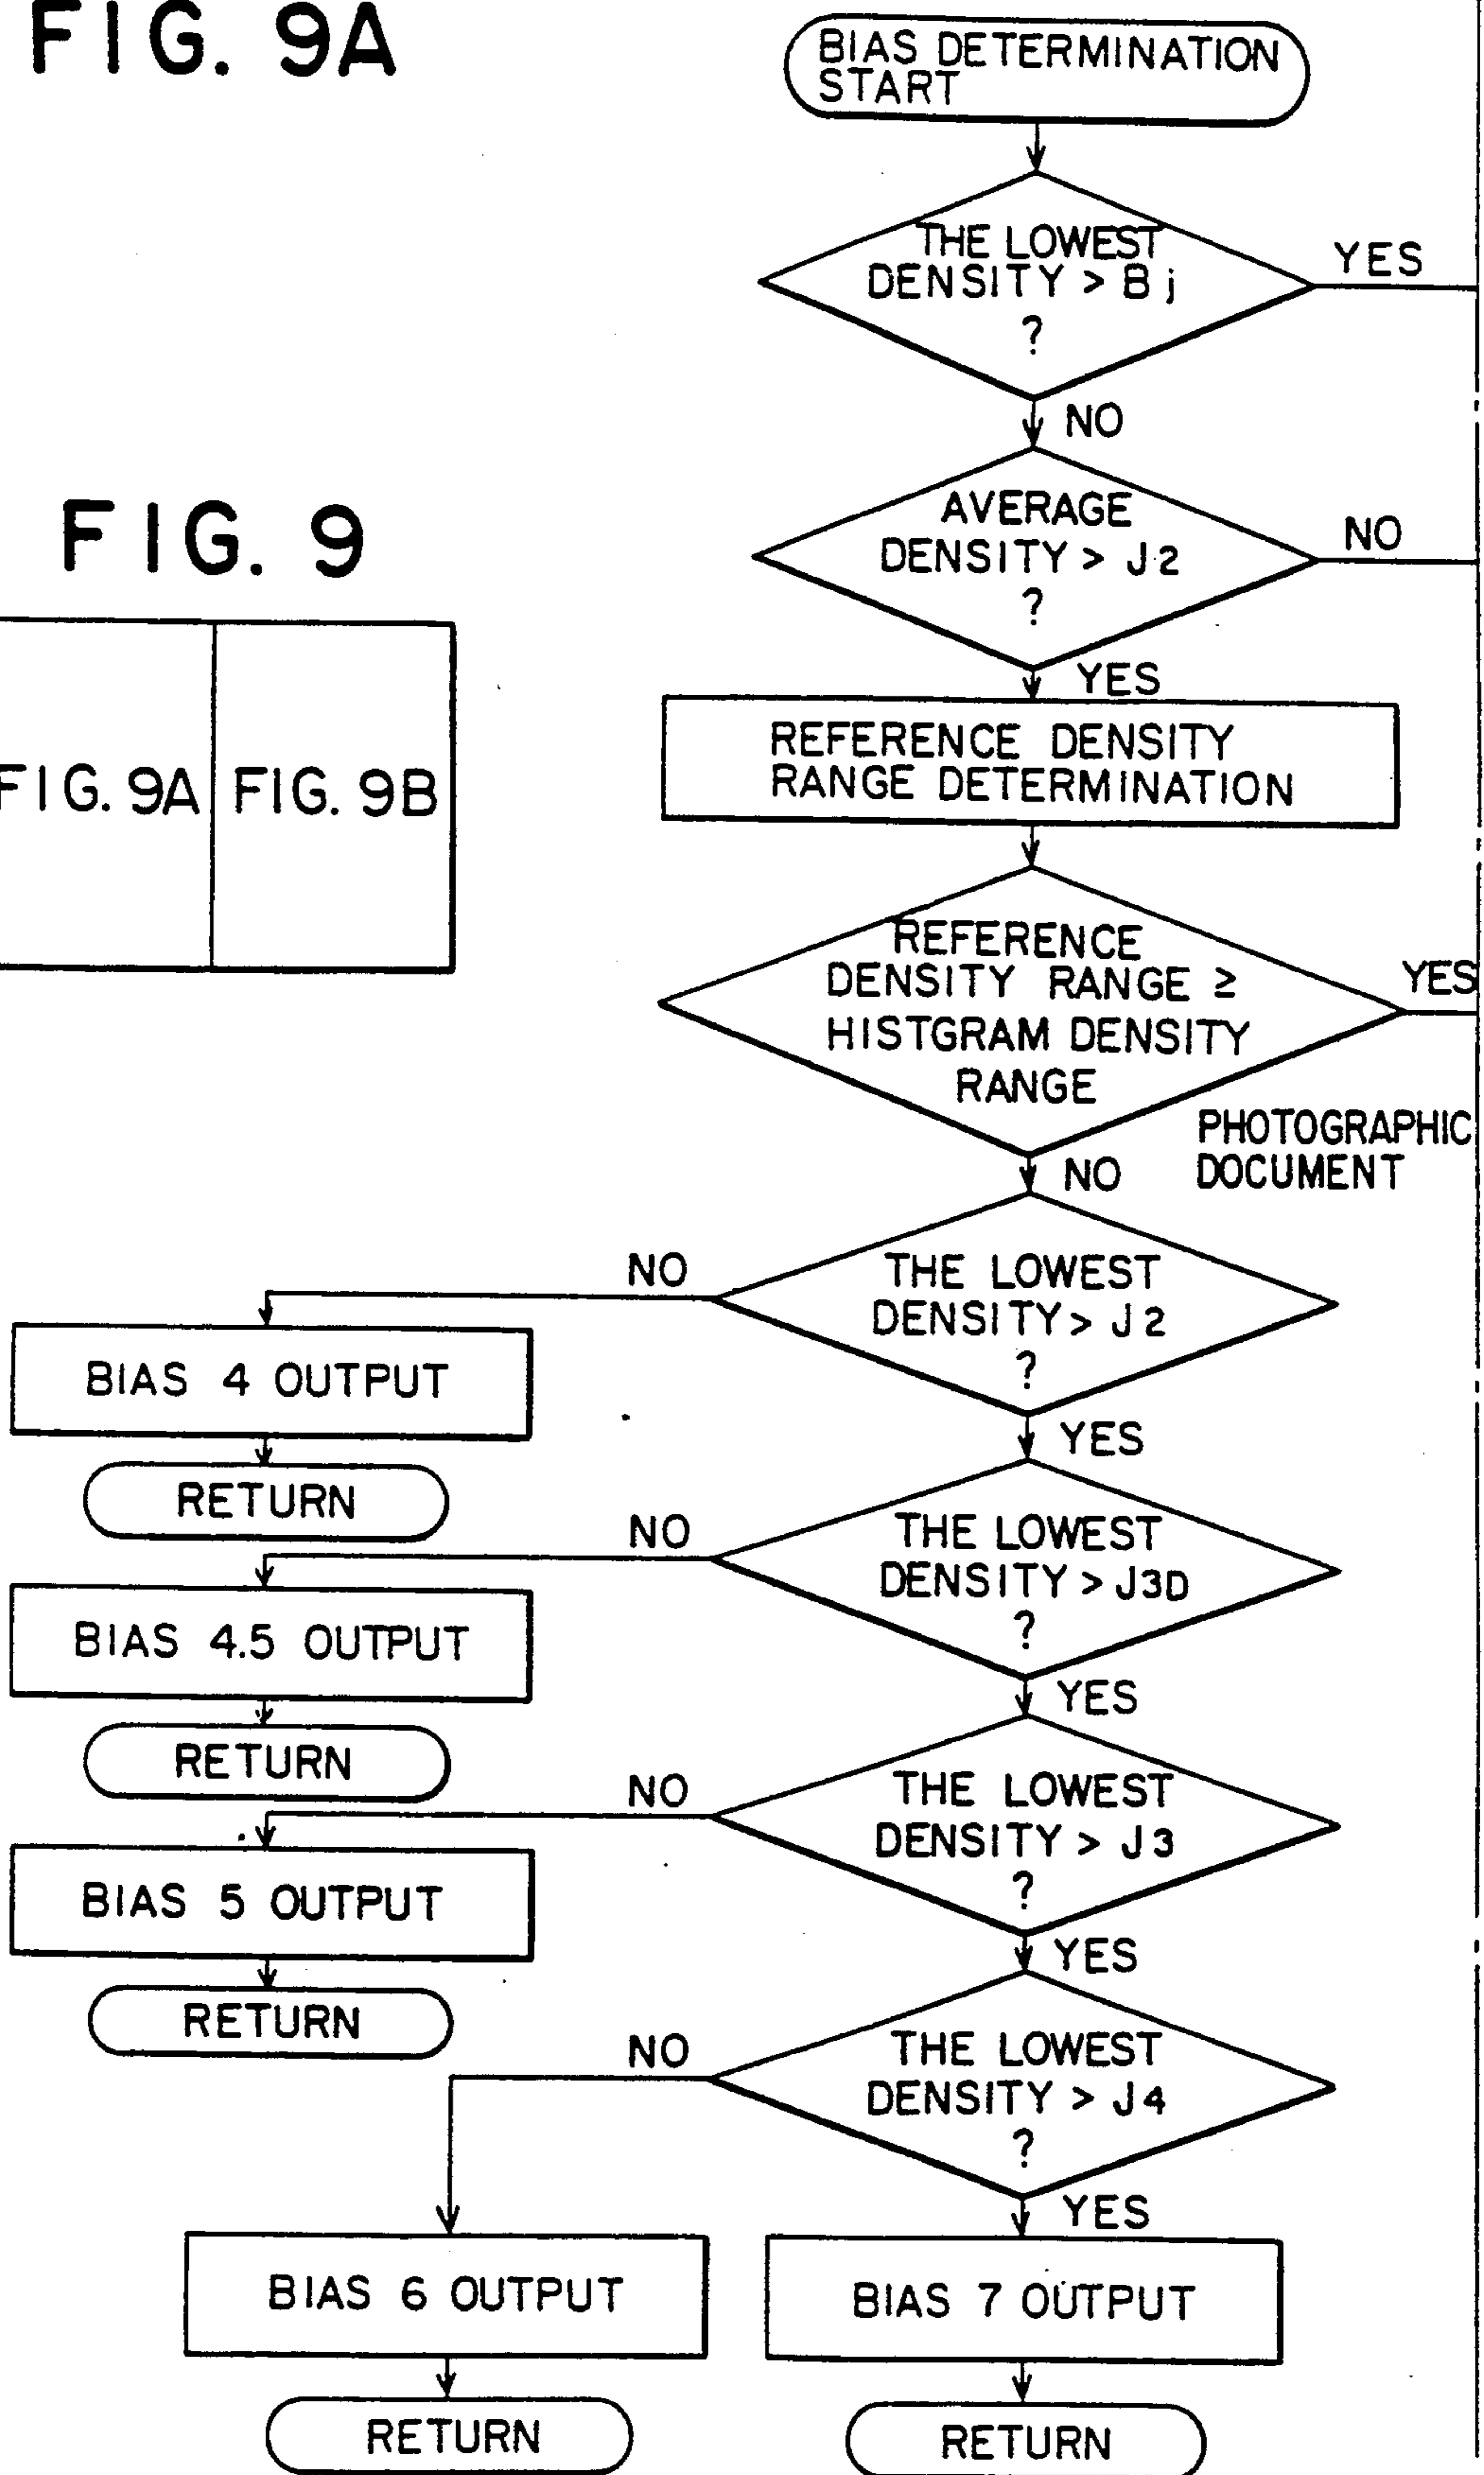 FIG. 9A
BIAS DETERMINATION
START
THE LOWEST
DENSITY > Bj
?
YES
NO
AVERAGE
DENSITY > J2
?
NO
YES
FIG. 9
FIG. 9A
FIG. 9B
REFERENCE DENSITY
RANGE DETERMINATION
REFERENCE
DENSITY RANGE ≥
HISTGRAM DENSITY
RANGE
YES
PHOTOGRAPHIC
DOCUMENT
NO
THE LOWEST
DENSITY > J2
?
NO
BIAS 4 OUTPUT
RETURN
YES
THE LOWEST
DENSITY > J3D
?
NO
BIAS 4.5 OUTPUT
RETURN
YES
THE LOWEST
DENSITY > J3
?
NO
BIAS 5 OUTPUT
RETURN
YES
THE LOWEST
DENSITY > J4
?
NO
YES
BIAS 6 OUTPUT
BIAS 7 OUTPUT
RETURN
RETURN